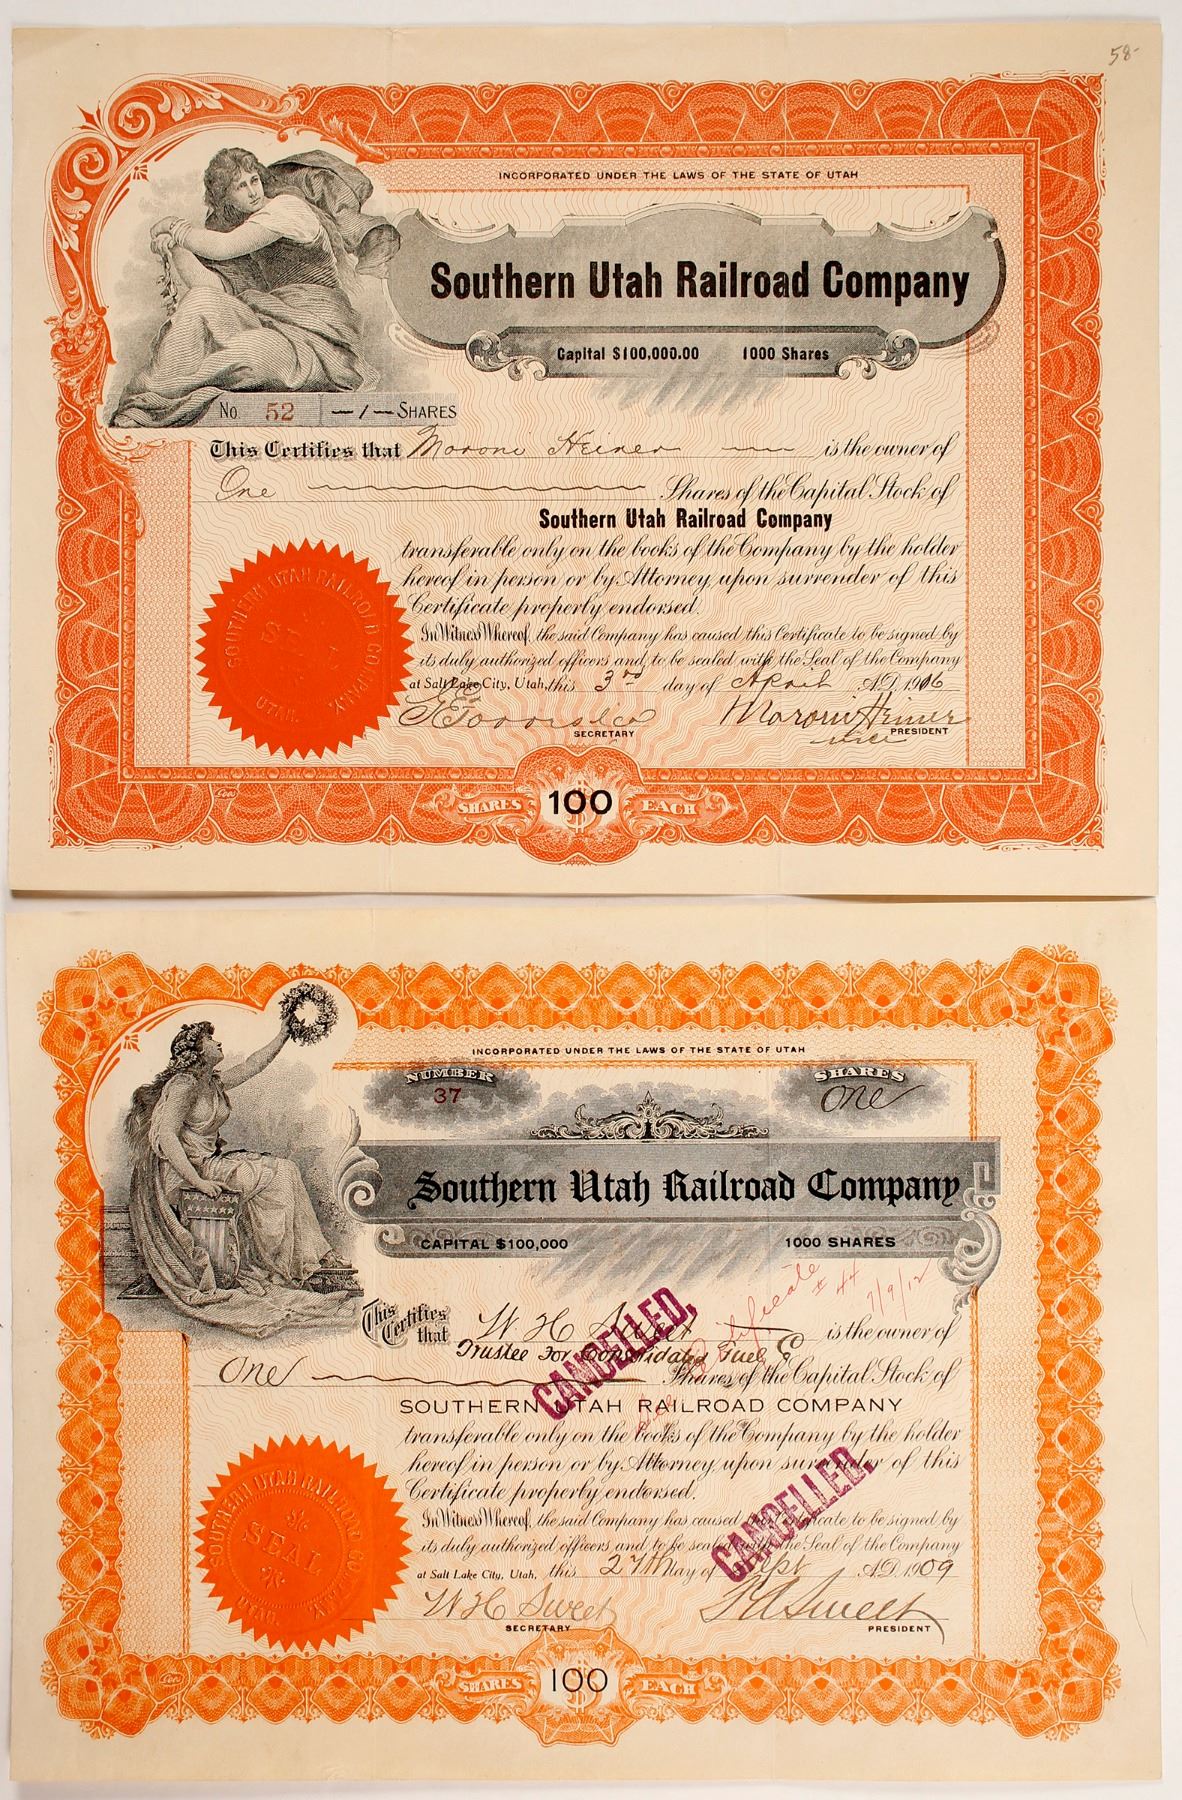 58-
INCORPORATED UNDER THE LAWS OF THE STATE OF UTAH
Southern Utah Railroad Company
Capital $100,000.00 1000 Shares
No. 52 — 1 — SHARES
This Certifies that Moroni Heiner is the owner of
One Shares of the Capital Stock of
Southern Utah Railroad Company
transferable only on the books of the Company by the holder
hereof in person or by Attorney, upon surrender of this
Certificate properly endorsed.
In Witness Whereof, the said Company has caused this Certificate to be signed by
its duly authorized officers and to be sealed with the Seal of the Company
at Salt Lake City, Utah, this 3rd day of April A.D. 1916
Moroni Heiner
SECRETARY vice PRESIDENT
SOUTHERN UTAH RAILROAD COMPANY,
SEAL
UTAH.
SHARES $100 EACH
INCORPORATED UNDER THE LAWS OF THE STATE OF UTAH
NUMBER SHARES
37 One
Southern Utah Railroad Company
CAPITAL $100,000 1000 SHARES
Certificate # 44 7/9/12
This Certifies that W H Sweet is the owner of
Trustee For Consolidated Fuel Co
One Shares of the Capital Stock of
SOUTHERN UTAH RAILROAD COMPANY
transferable only on the books of the Company by the holder
hereof in person or by Attorney, upon surrender of this
Certificate properly endorsed.
In Witness Whereof, the said Company has caused this Certificate to be signed by
its duly authorized officers and to be sealed with the Seal of the Company
at Salt Lake City, Utah, this 27th day of Sept A.D. 1909
W H Sweet F A Sweet
SECRETARY PRESIDENT
CANCELLED.
CANCELLED.
SOUTHERN UTAH RAILROAD COMPANY
SEAL
UTAH.
SHARES $100 EACH